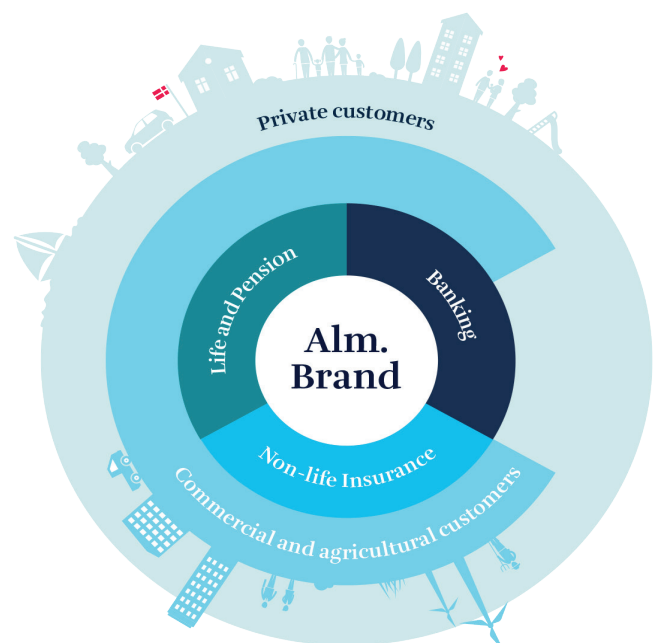 Private customers
Life and Pension
Banking
Alm.
Brand
Non-life Insurance
Commercial and agricultural customers